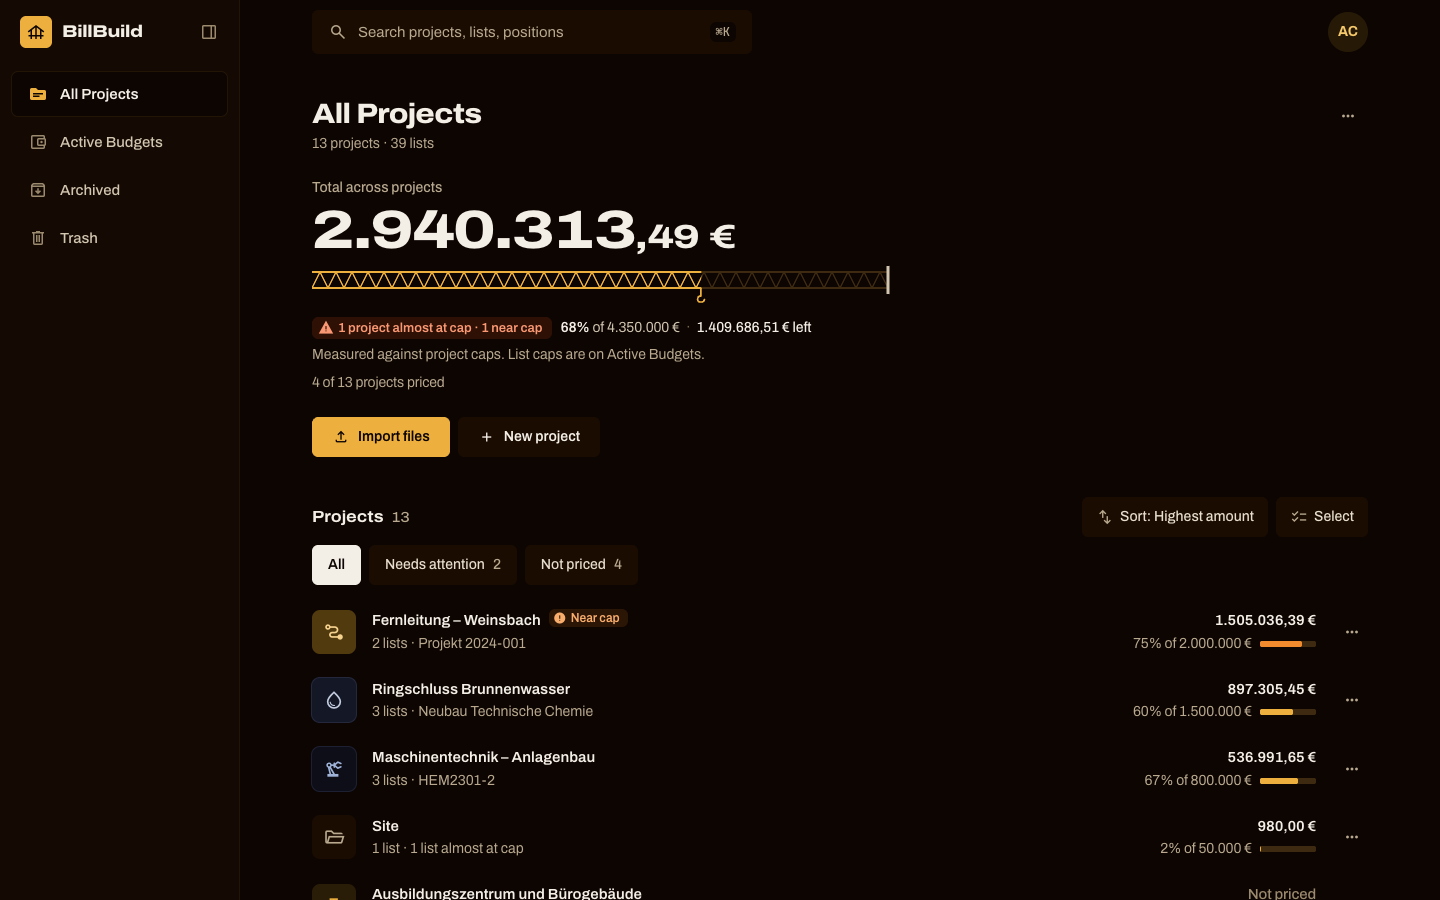 BillBuild
Search projects, lists, positions
⌘K
AC
All Projects
Active Budgets
Archived
Trash
All Projects
13 projects · 39 lists
Total across projects
2.940.313,49 €
1 project almost at cap · 1 near cap
68% of 4.350.000 € · 1.409.686,51 € left
Measured against project caps. List caps are on Active Budgets.
4 of 13 projects priced
Import files
New project
Projects 13
Sort: Highest amount
Select
All
Needs attention 2
Not priced 4
Fernleitung – Weinsbach
Near cap
1.505.036,39 €
2 lists · Projekt 2024-001
75% of 2.000.000 €
Ringschluss Brunnenwasser
897.305,45 €
3 lists · Neubau Technische Chemie
60% of 1.500.000 €
Maschinentechnik – Anlagenbau
536.991,65 €
3 lists · HEM2301-2
67% of 800.000 €
Site
980,00 €
1 list · 1 list almost at cap
2% of 50.000 €
Ausbildungszentrum und Bürogebäude
Not priced